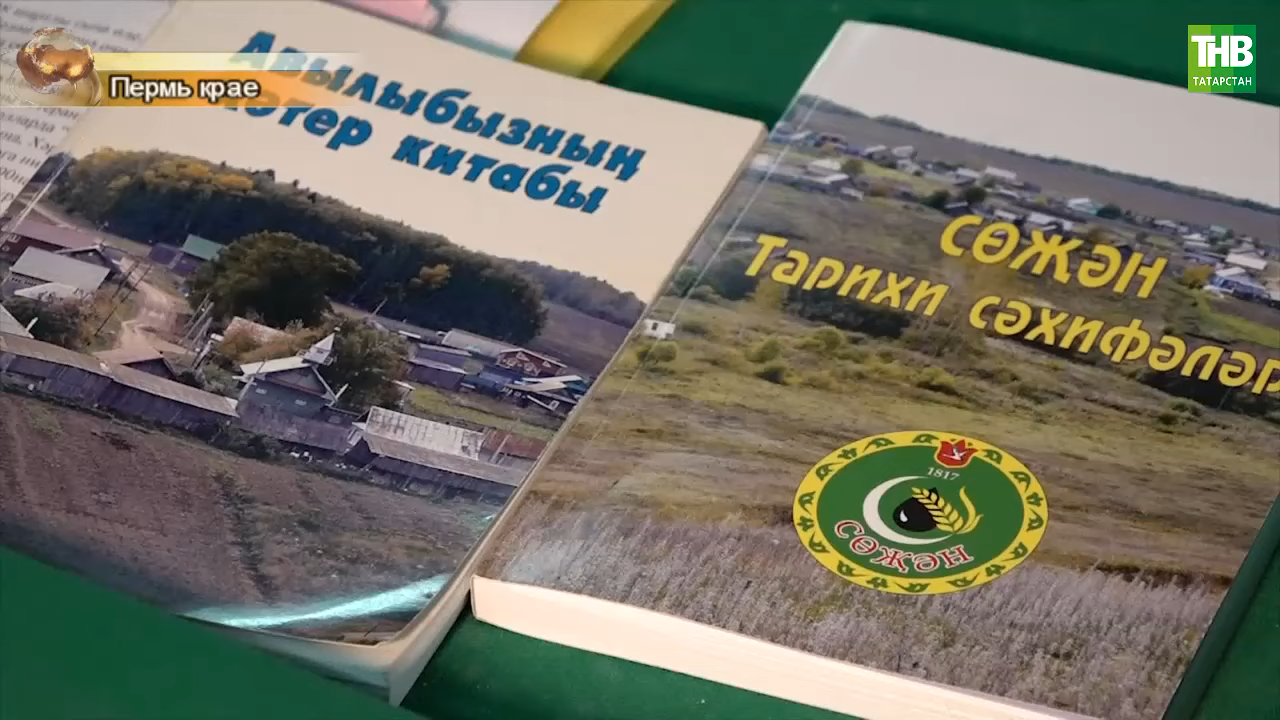 Пермь крае
ТНВ
ТАТАРСТАН
Авылыбызның
хәтер китабы
СӨҖӘН
Тарихи сәхифәләр
1817
СӨҖӘН